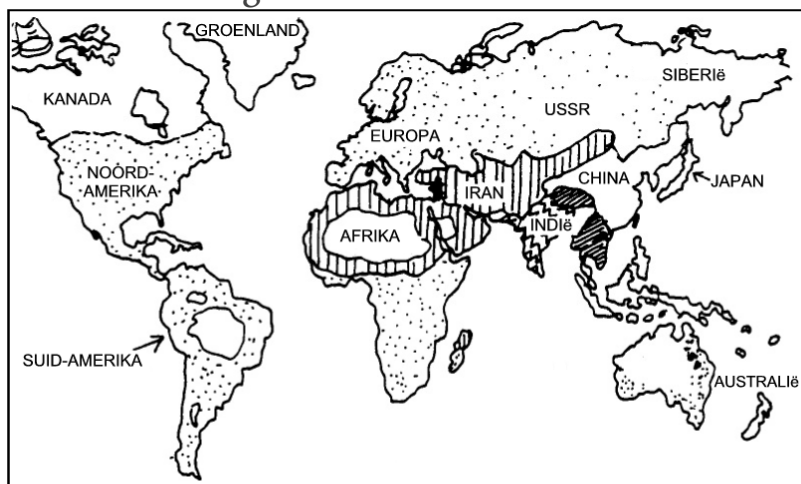 GROENLAND
KANADA
SIBERIë
USSR
EUROPA
NOORD-
AMERIKA
IRAN
CHINA
JAPAN
AFRIKA
INDIë
SUID-AMERIKA
AUSTRALIë